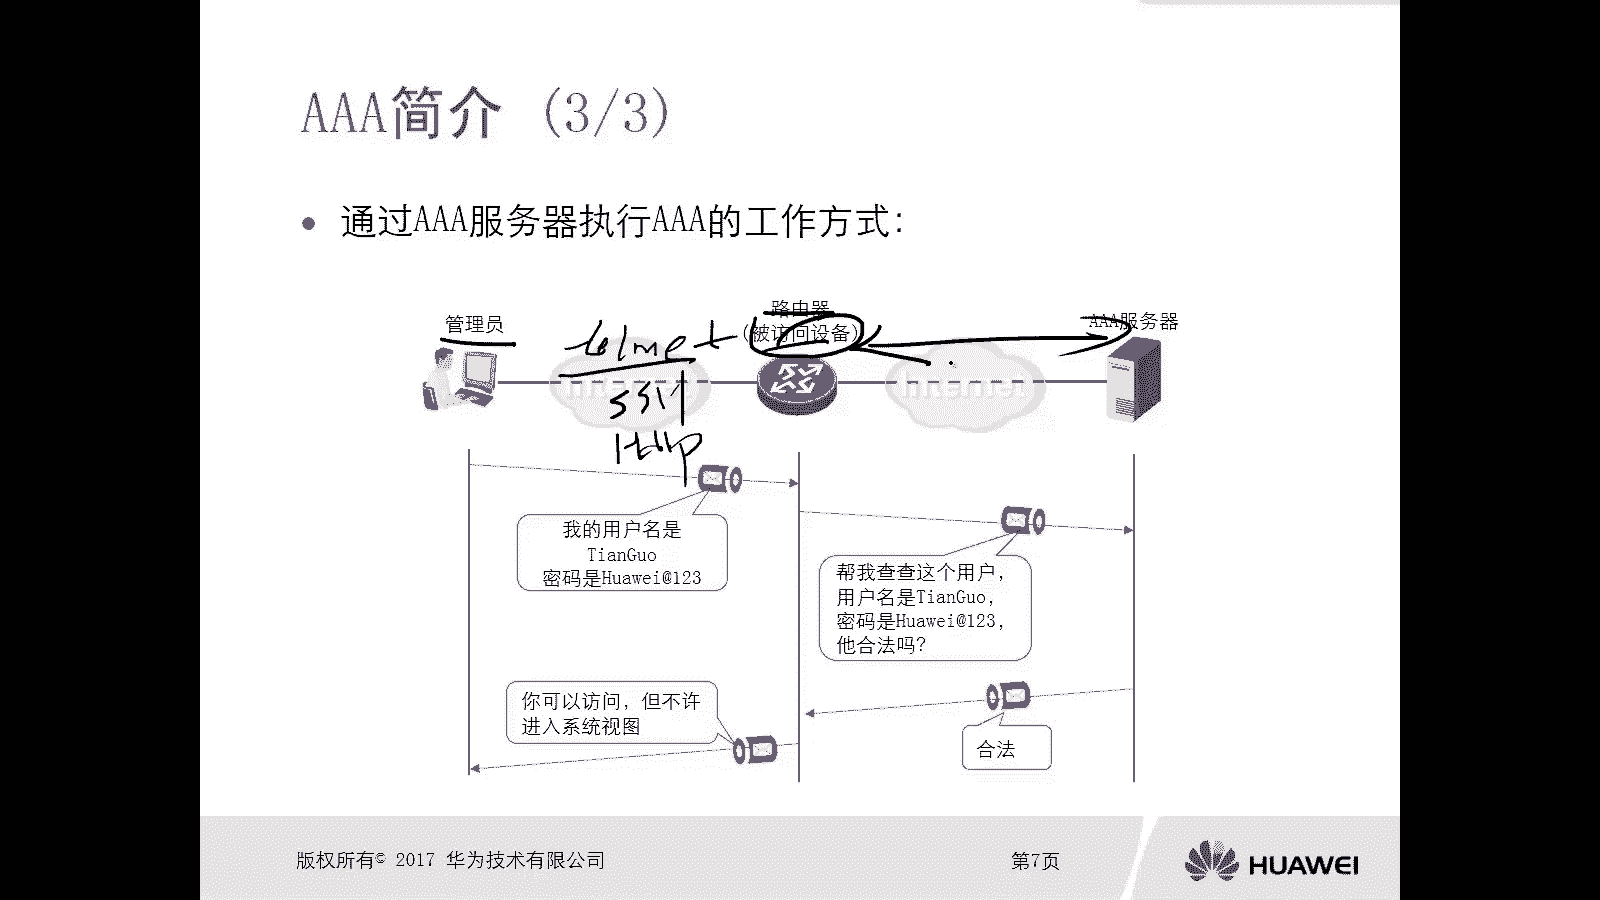 AAA简介 (3/3)
通过AAA服务器执行AAA的工作方式：
管理员
路由器
(被访问设备)
AAA服务器
telnet
SSH
Http
Internet
Internet
我的用户名是
TianGuo
密码是Huawei@123
帮我查查这个用户，
用户名是TianGuo，
密码是Huawei@123，
他合法吗？
你可以访问，但不许
进入系统视图
合法
版权所有© 2017 华为技术有限公司
第7页
HUAWEI